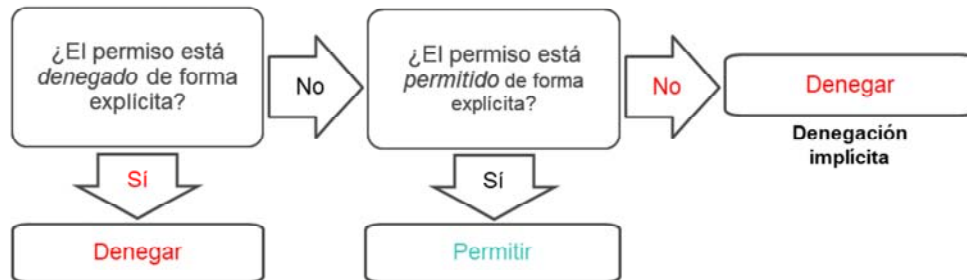 ¿El permiso está
denegado de forma
explícita?
No
¿El permiso está
permitido de forma
explícita?
No
Denegar
Denegación
implícita
Sí
Sí
Denegar
Permitir